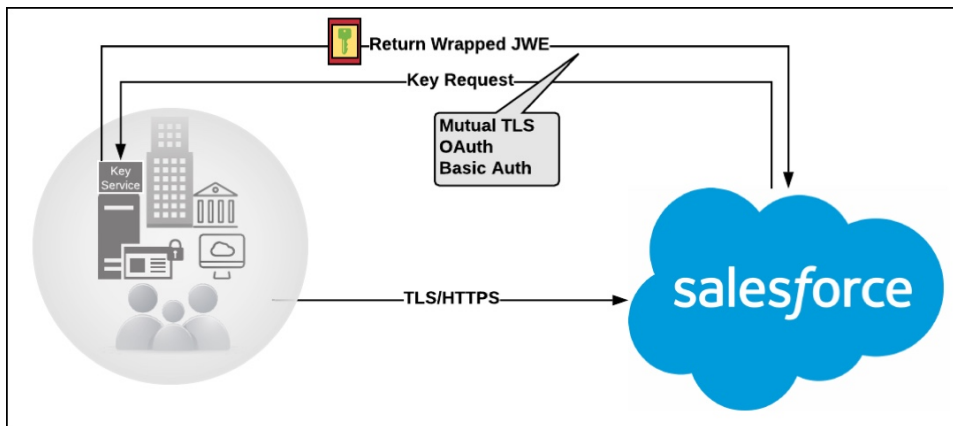 Return Wrapped JWE
Key Request
Mutual TLS
OAuth
Basic Auth
Key
Service
TLS/HTTPS
salesforce